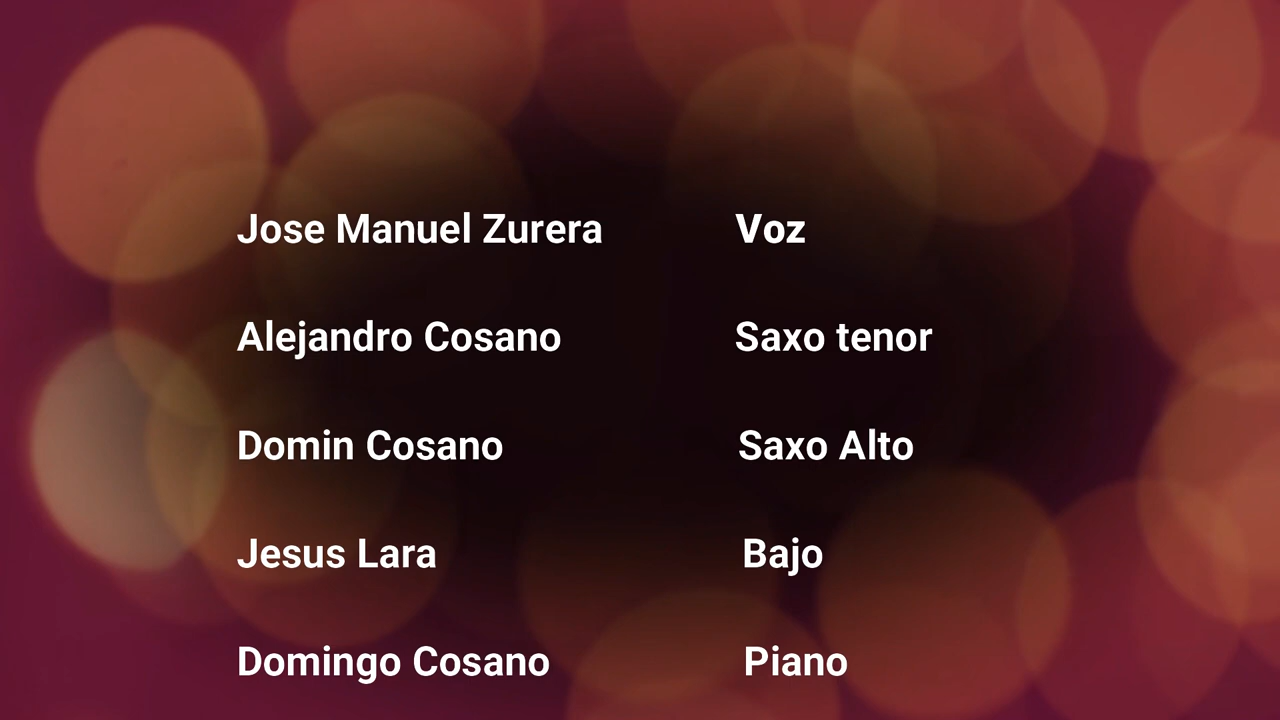 Jose Manuel Zurera Voz
Alejandro Cosano Saxo tenor
Domin Cosano Saxo Alto
Jesus Lara Bajo
Domingo Cosano Piano